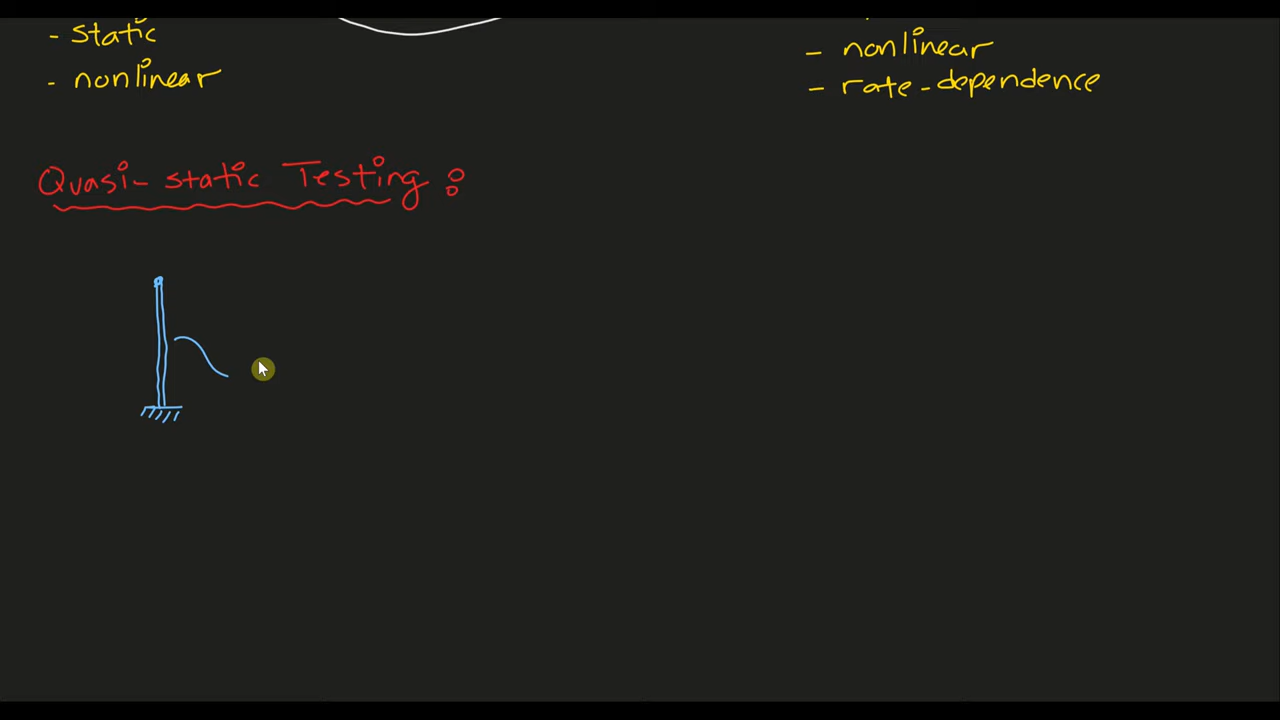 - static
- nonlinear
- nonlinear
- rate-dependence
Quasi-static Testing :